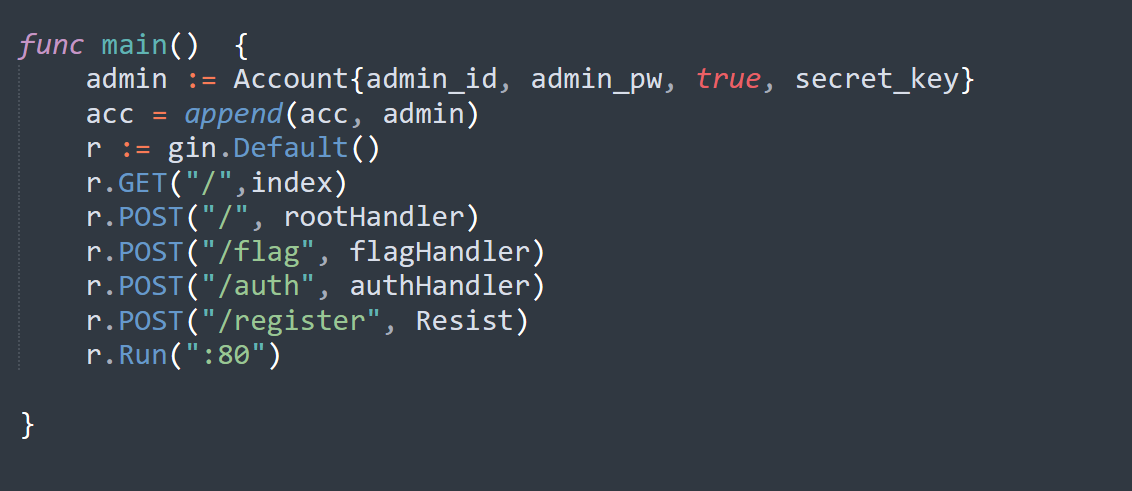 func main()  {
    admin := Account{admin_id, admin_pw, true, secret_key}
    acc = append(acc, admin)
    r := gin.Default()
    r.GET("/",index)
    r.POST("/", rootHandler)
    r.POST("/flag", flagHandler)
    r.POST("/auth", authHandler)
    r.POST("/register", Resist)
    r.Run(":80")
}